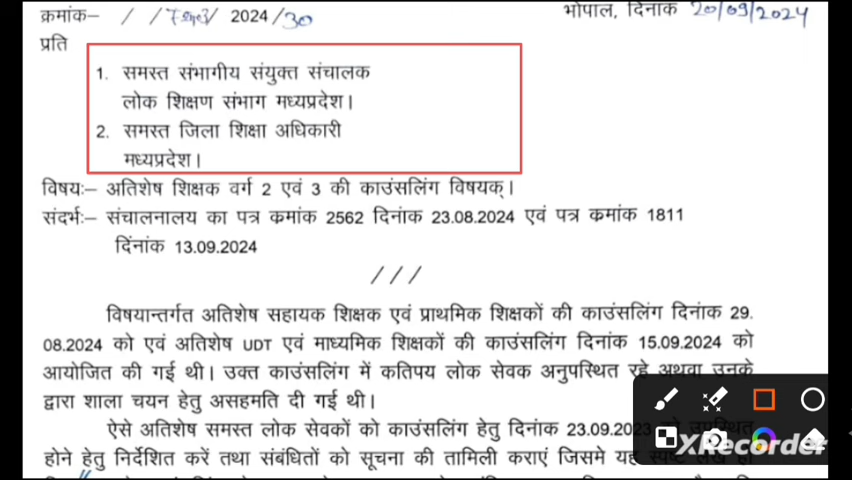 क्रमांक– / / / 2024/30 भोपाल, दिनांक 20/09/2024
प्रति
1. समस्त संभागीय संयुक्त संचालक
लोक शिक्षण संभाग मध्यप्रदेश।
2. समस्त जिला शिक्षा अधिकारी
मध्यप्रदेश।
विषयः– अतिशेष शिक्षक वर्ग 2 एवं 3 की काउंसलिंग विषयक्।
संदर्भः– संचालनालय का पत्र क्रमांक 2562 दिनांक 23.08.2024 एवं पत्र क्रमांक 1811
दिंनांक 13.09.2024
///
विषयान्तर्गत अतिशेष सहायक शिक्षक एवं प्राथमिक शिक्षकों की काउंसलिंग दिनांक 29.
08.2024 को एवं अतिशेष UDT एवं माध्यमिक शिक्षकों की काउंसलिंग दिनांक 15.09.2024 को
आयोजित की गई थी। उक्त काउंसलिंग में कतिपय लोक सेवक अनुपस्थित रहे अथवा उनके
द्वारा शाला चयन हेतु असहमति दी गई थी।
ऐसे अतिशेष समस्त लोक सेवकों को काउंसलिंग हेतु दिनांक 23.09.2023 को उपस्थित
होने हेतु निर्देशित करें तथा संबंधितों को सूचना की तामिली कराएं जिसमे यह स्पष्ट लेख हो
XRecorder